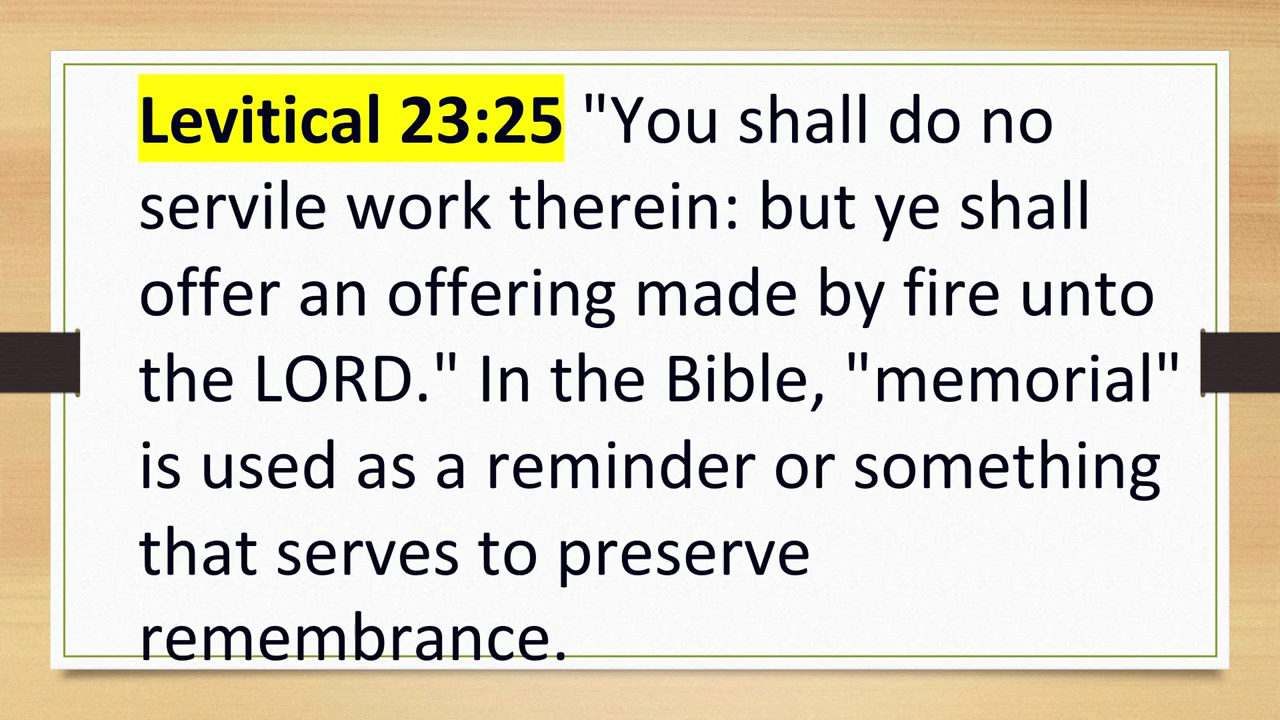 Levitical 23:25 "You shall do no
servile work therein: but ye shall
offer an offering made by fire unto
the LORD." In the Bible, "memorial"
is used as a reminder or something
that serves to preserve
remembrance.